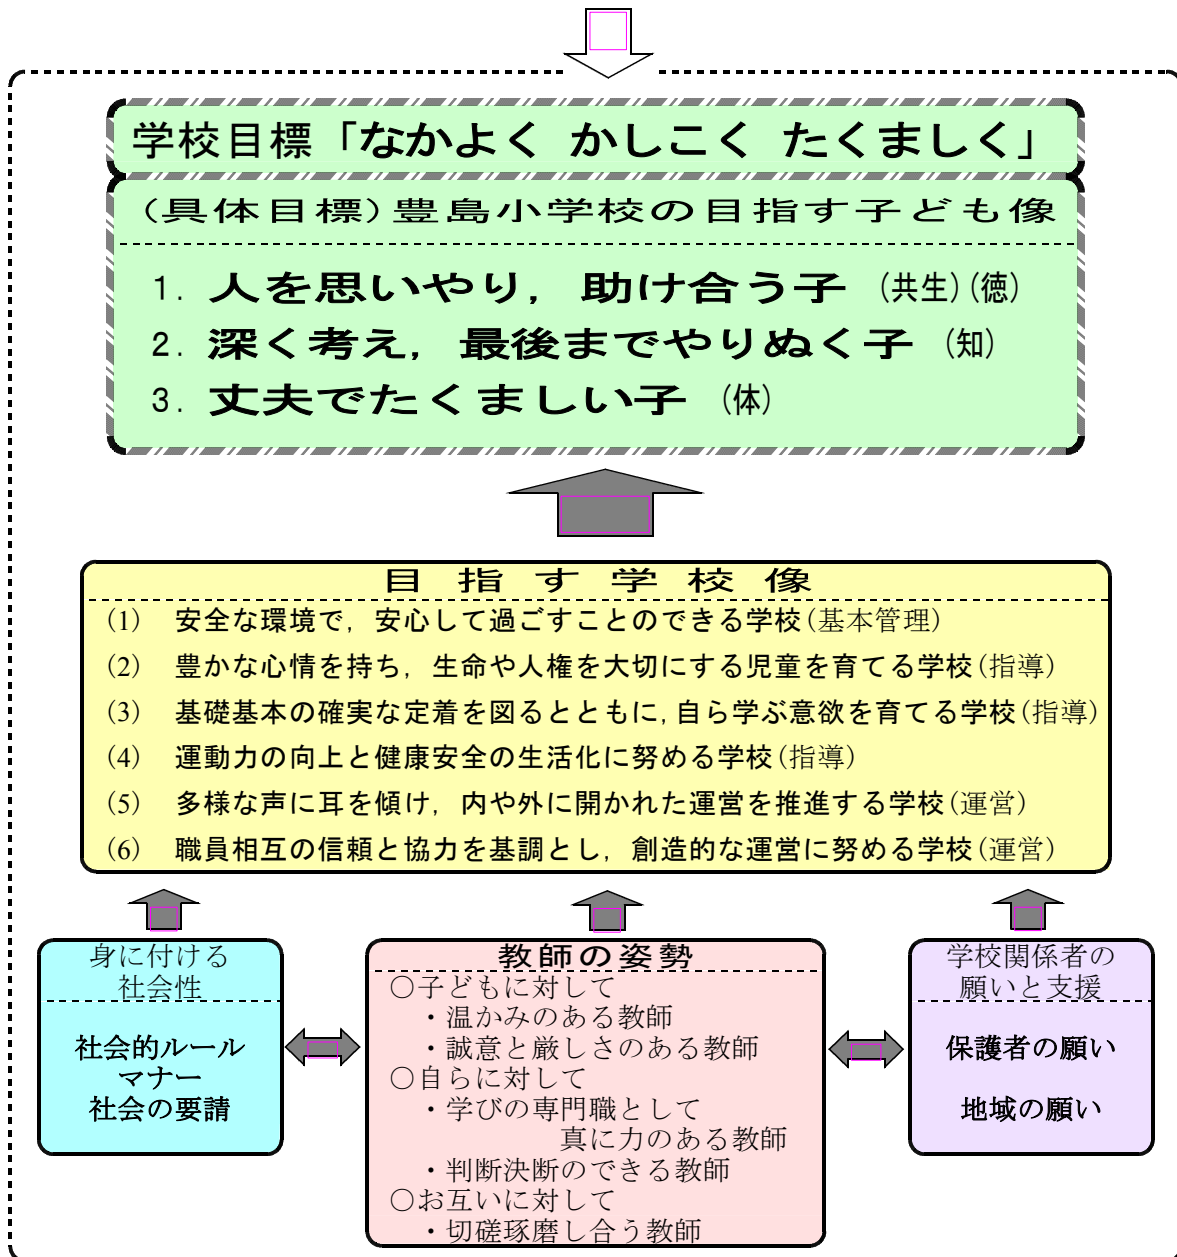 学校目標「なかよく かしこく たくましく」
(具体目標)豊島小学校の目指す子ども像
1．人を思いやり，助け合う子 (共生)(徳)
2．深く考え，最後までやりぬく子 (知)
3．丈夫でたくましい子 (体)
目指す学校像
(1) 安全な環境で，安心して過ごすことのできる学校(基本管理)
(2) 豊かな心情を持ち，生命や人権を大切にする児童を育てる学校(指導)
(3) 基礎基本の確実な定着を図るとともに，自ら学ぶ意欲を育てる学校(指導)
(4) 運動力の向上と健康安全の生活化に努める学校(指導)
(5) 多様な声に耳を傾け，内や外に開かれた運営を推進する学校(運営)
(6) 職員相互の信頼と協力を基調とし，創造的な運営に努める学校(運営)
身に付ける
社会性
社会的ルール
マナー
社会の要請
教師の姿勢
○子どもに対して
・温かみのある教師
・誠意と厳しさのある教師
○自らに対して
・学びの専門職として
真に力のある教師
・判断決断のできる教師
○お互いに対して
・切磋琢磨し合う教師
学校関係者の
願いと支援
保護者の願い
地域の願い